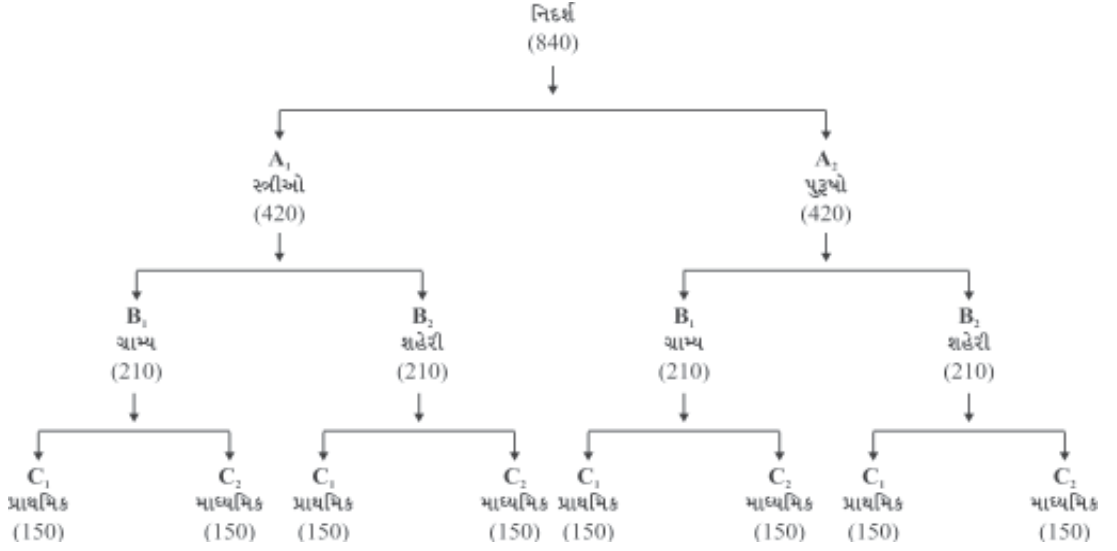 નિદર્શ
(840)
A₁ A₂
સ્ત્રીઓ પુરૂષો
(420) (420)
B₁ B₂ B₁ B₂
ગ્રામ્ય શહેરી ગ્રામ્ય શહેરી
(210) (210) (210) (210)
C₁ C₂ C₁ C₂ C₁ C₂ C₁ C₂
પ્રાથમિક માધ્યમિક પ્રાથમિક માધ્યમિક પ્રાથમિક માધ્યમિક પ્રાથમિક માધ્યમિક
(150) (150) (150) (150) (150) (150) (150) (150)